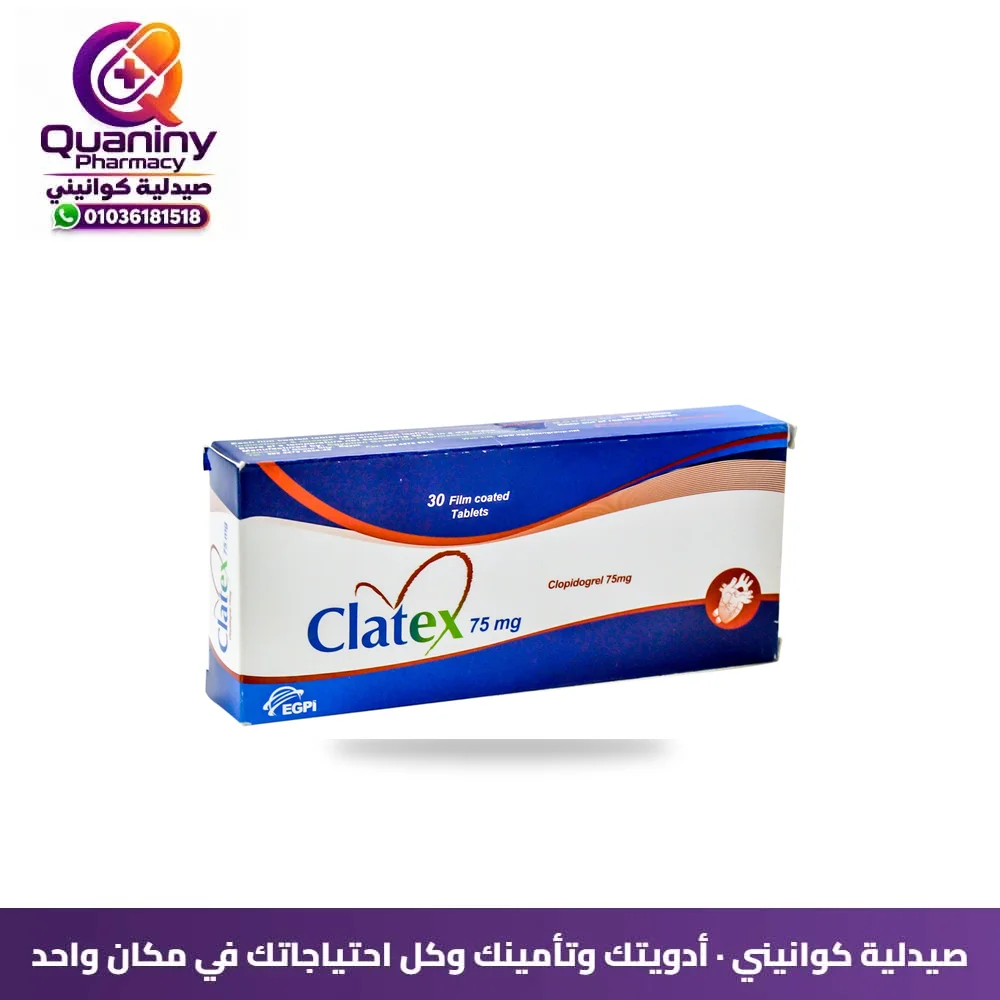 Quaniny
Pharmacy
صيدلية كوانيني
01036181518
30 Film coated
Tablets
Clopidogrel 75mg
Clatex 75 mg
Clatex 75 mg
EGPi
صيدلية كوانيني · أدويتك وتأمينك وكل احتياجاتك في مكان واحد